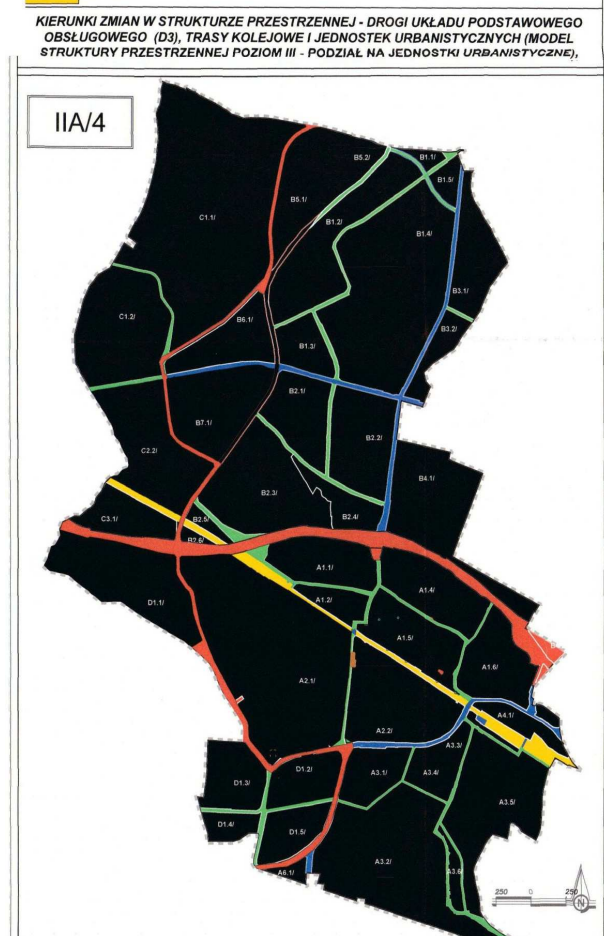 KIERUNKI ZMIAN W STRUKTURZE PRZESTRZENNEJ - DROGI UKŁADU PODSTAWOWEGO
OBSŁUGOWEGO (D3), TRASY KOLEJOWE I JEDNOSTEK URBANISTYCZNYCH (MODEL
STRUKTURY PRZESTRZENNEJ POZIOM III - PODZIAŁ NA JEDNOSTKI URBANISTYCZNE),
IIA/4
B5.2/
B1.1/
B1.5/
B5.1/
C1.1/
B1.2/
B1.4/
B3.1/
C1.2/
B6.1/
B3.2/
B1.3/
B2.1/
B7.1/
B2.2/
C2.2/
B4.1/
B2.3/
C3.1/
B2.5/
B2.4/
B2.6/
A1.1/
A1.4/
A1.2/
D1.1/
A1.5/
A1.6/
A2.1/
A4.1/
A2.2/
A3.3/
D1.2/
A3.1/
A3.4/
D1.3/
A3.5/
D1.4/
D1.5/
A3.2/
A6.1/
A3.6/
250 0 250
N